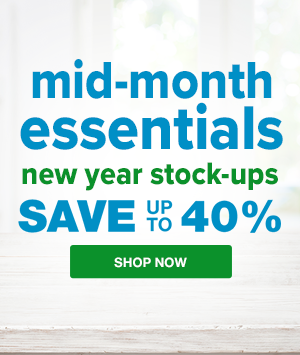 mid-month
essentials
new year stock-ups
SAVE UP TO 40%
SHOP NOW